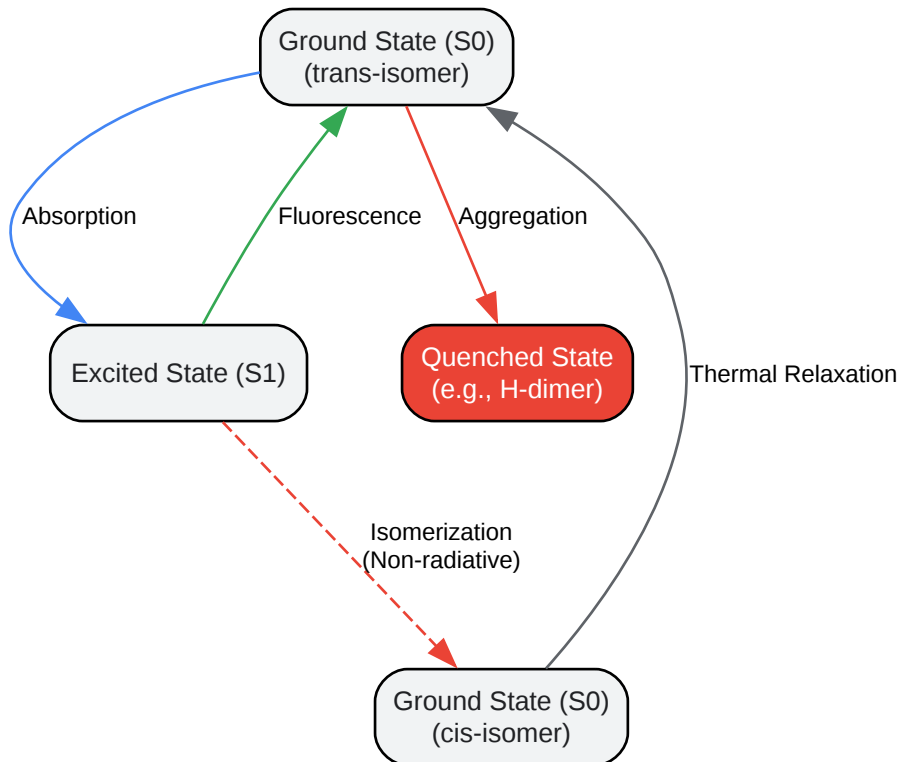 Ground State (S0)
(trans-isomer)
Absorption
Fluorescence
Aggregation
Excited State (S1)
Quenched State
(e.g., H-dimer)
Thermal Relaxation
Isomerization
(Non-radiative)
Ground State (S0)
(cis-isomer)